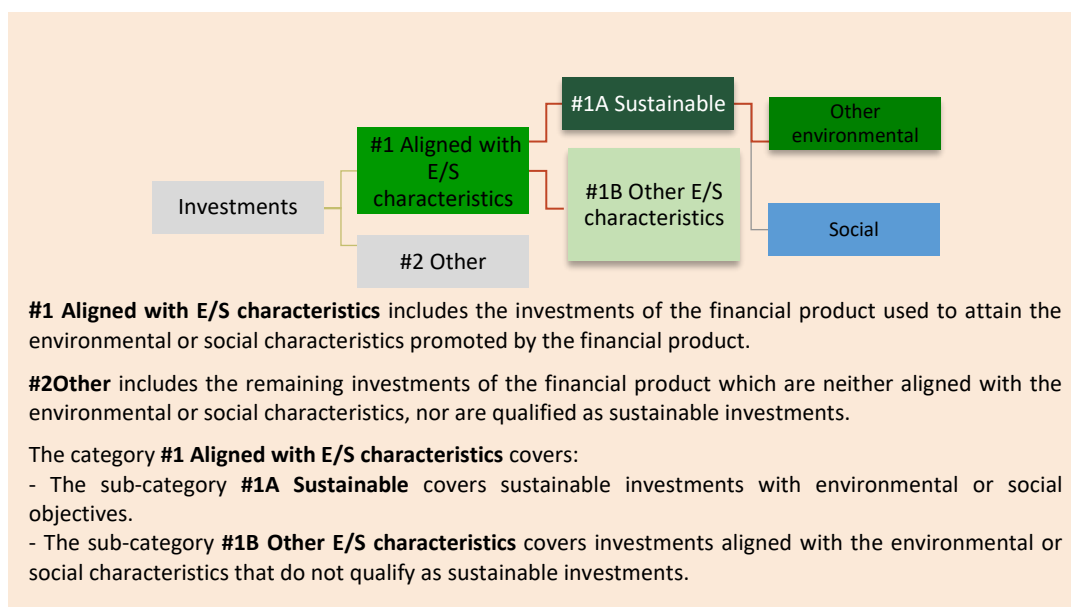 #1A Sustainable
Other
environmental
#1 Aligned with
E/S
characteristics
#1B Other E/S
characteristics
Investments
Social
#2 Other
#1 Aligned with E/S characteristics includes the investments of the financial product used to attain the
environmental or social characteristics promoted by the financial product.
#2Other includes the remaining investments of the financial product which are neither aligned with the
environmental or social characteristics, nor are qualified as sustainable investments.
The category #1 Aligned with E/S characteristics covers:
- The sub-category #1A Sustainable covers sustainable investments with environmental or social
objectives.
- The sub-category #1B Other E/S characteristics covers investments aligned with the environmental or
social characteristics that do not qualify as sustainable investments.